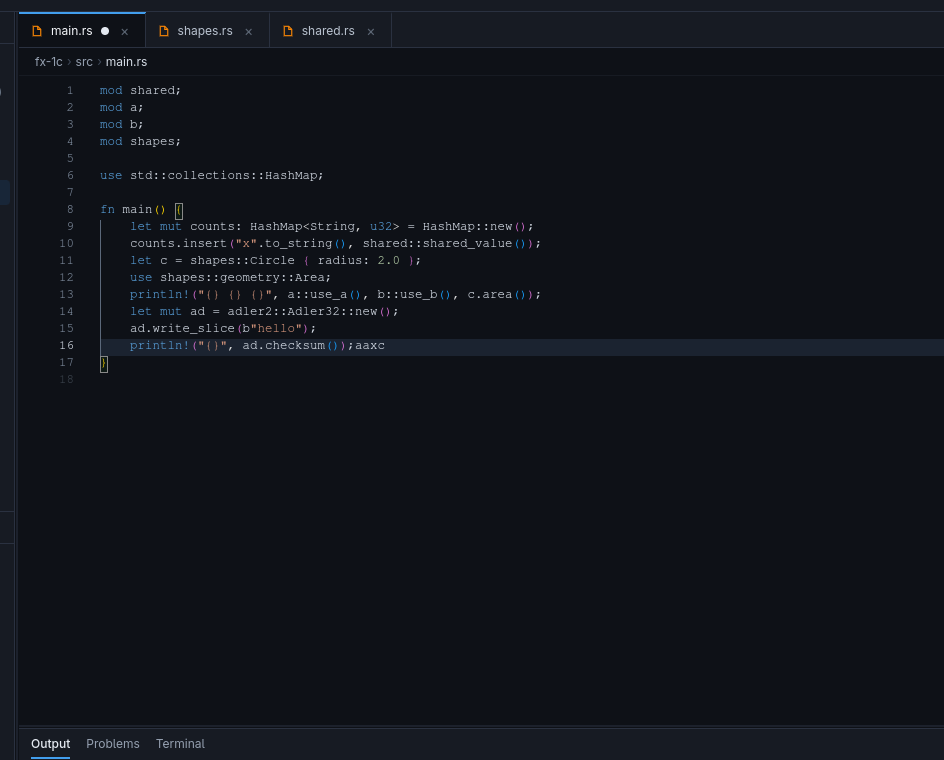 main.rs shapes.rs shared.rs
fx-1c › src › main.rs
1 mod shared;
2 mod a;
3 mod b;
4 mod shapes;
5
6 use std::collections::HashMap;
7
8 fn main() {
9     let mut counts: HashMap<String, u32> = HashMap::new();
10     counts.insert("x".to_string(), shared::shared_value());
11     let c = shapes::Circle { radius: 2.0 };
12     use shapes::geometry::Area;
13     println!("{} {} {}", a::use_a(), b::use_b(), c.area());
14     let mut ad = adler2::Adler32::new();
15     ad.write_slice(b"hello");
16     println!("{}", ad.checksum());aaxc
17 }
18
Output Problems Terminal